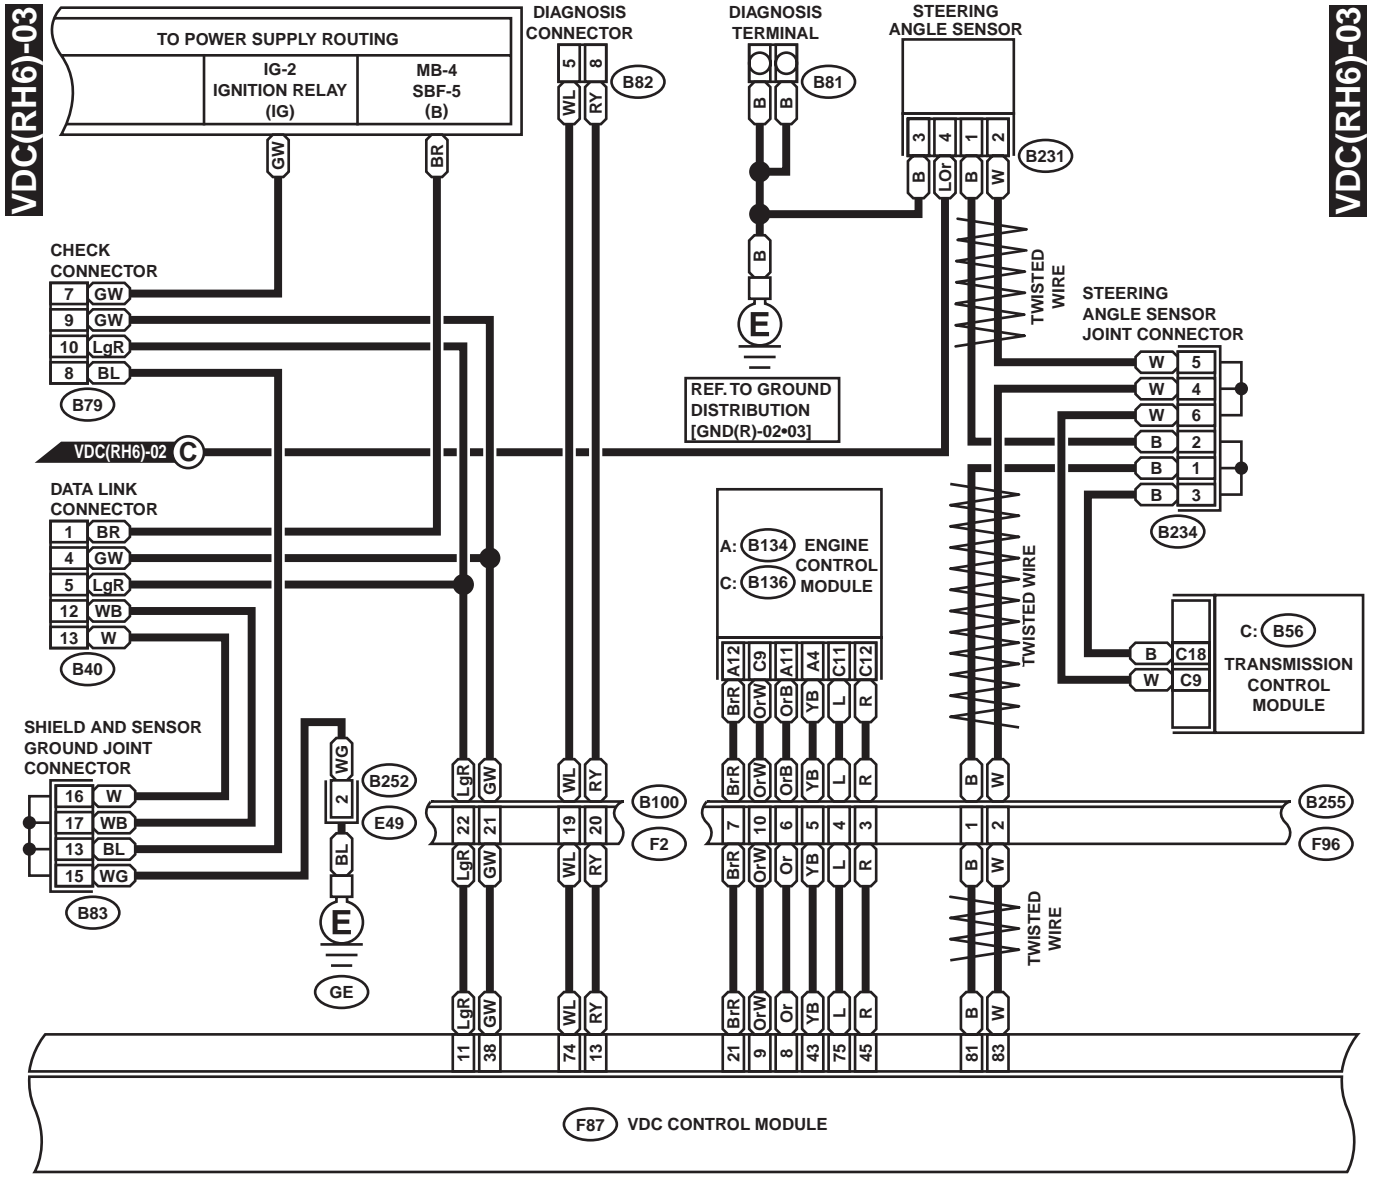 VDC(RH6)-03
VDC(RH6)-03
TO POWER SUPPLY ROUTING
IG-2
IGNITION RELAY
(IG)
MB-4
SBF-5
(B)
GW
BR
DIAGNOSIS
CONNECTOR
5 8
B82
WL RY
DIAGNOSIS
TERMINAL
B81
B B
B
E
REF. TO GROUND
DISTRIBUTION
[GND(R)-02•03]
STEERING
ANGLE SENSOR
3 4 1 2
B231
B LOr B W
TWISTED
WIRE
STEERING
ANGLE SENSOR
JOINT CONNECTOR
W 5
W 4
W 6
B 2
B 1
B 3
B234
CHECK
CONNECTOR
7 GW
9 GW
10 LgR
8 BL
B79
VDC(RH6)-02 C
DATA LINK
CONNECTOR
1 BR
4 GW
5 LgR
12 WB
13 W
B40
SHIELD AND SENSOR
GROUND JOINT
CONNECTOR
16 W
17 WB
13 BL
15 WG
B83
WG
2
B252
E49
BL
E
GE
A: B134 ENGINE
CONTROL
C: B136 MODULE
A12 C9 A11 A4 C11 C12
BrR OrW OrB YB L R
TWISTED WIRE
C: B56
TRANSMISSION
CONTROL
MODULE
B C18
W C9
LgR GW WL RY BrR OrW OrB YB L R B W
22 21 19 20
B100
F2
7 10 6 5 4 3 1 2
B255
F96
LgR GW WL RY BrR OrW Or YB L R B W
TWISTED
WIRE
LgR GW WL RY BrR OrW Or YB L R B W
11 38 74 13 21 9 8 43 75 45 81 83
F87 VDC CONTROL MODULE